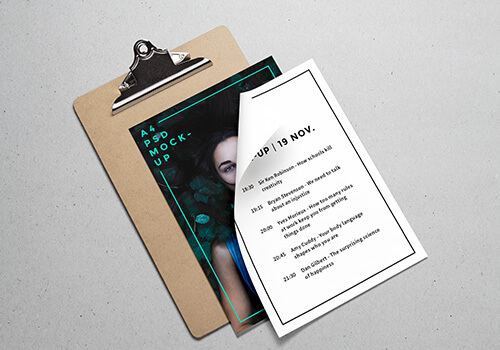 A4
PSD
MOCK-
UP
-UP | 19 NOV.
18:30 Sir Ken Robinson - How schools kill
creativity
19:15 Bryan Stevenson - We need to talk
about an injustice
20:00 Yves Morieux - How too many rules
at work keep you from getting
things done
20:45 Amy Cuddy - Your body language
shapes who you are
21:30 Dan Gilbert - The surprising science
of happiness